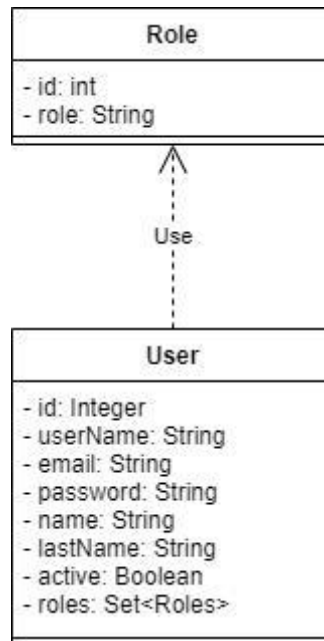 Role
- id: int
- role: String
Use
User
- id: Integer
- userName: String
- email: String
- password: String
- name: String
- lastName: String
- active: Boolean
- roles: Set<Roles>